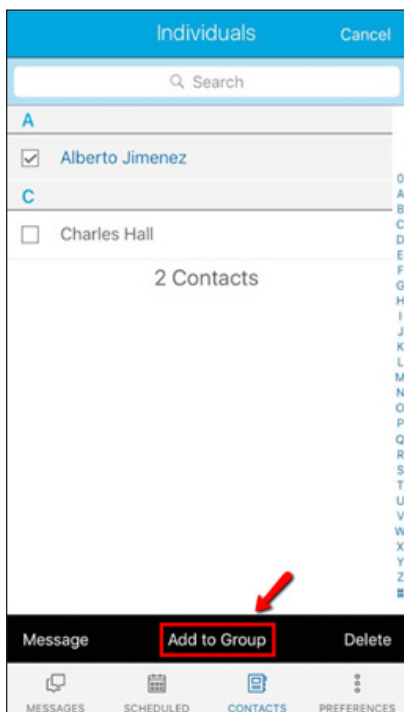 Individuals Cancel
Search
A
Alberto Jimenez
C
Charles Hall
2 Contacts
0
A
B
C
D
E
F
G
H
I
J
K
L
M
N
O
P
Q
R
S
T
U
V
W
X
Y
Z
#
Message Add to Group Delete
MESSAGES SCHEDULED CONTACTS PREFERENCES